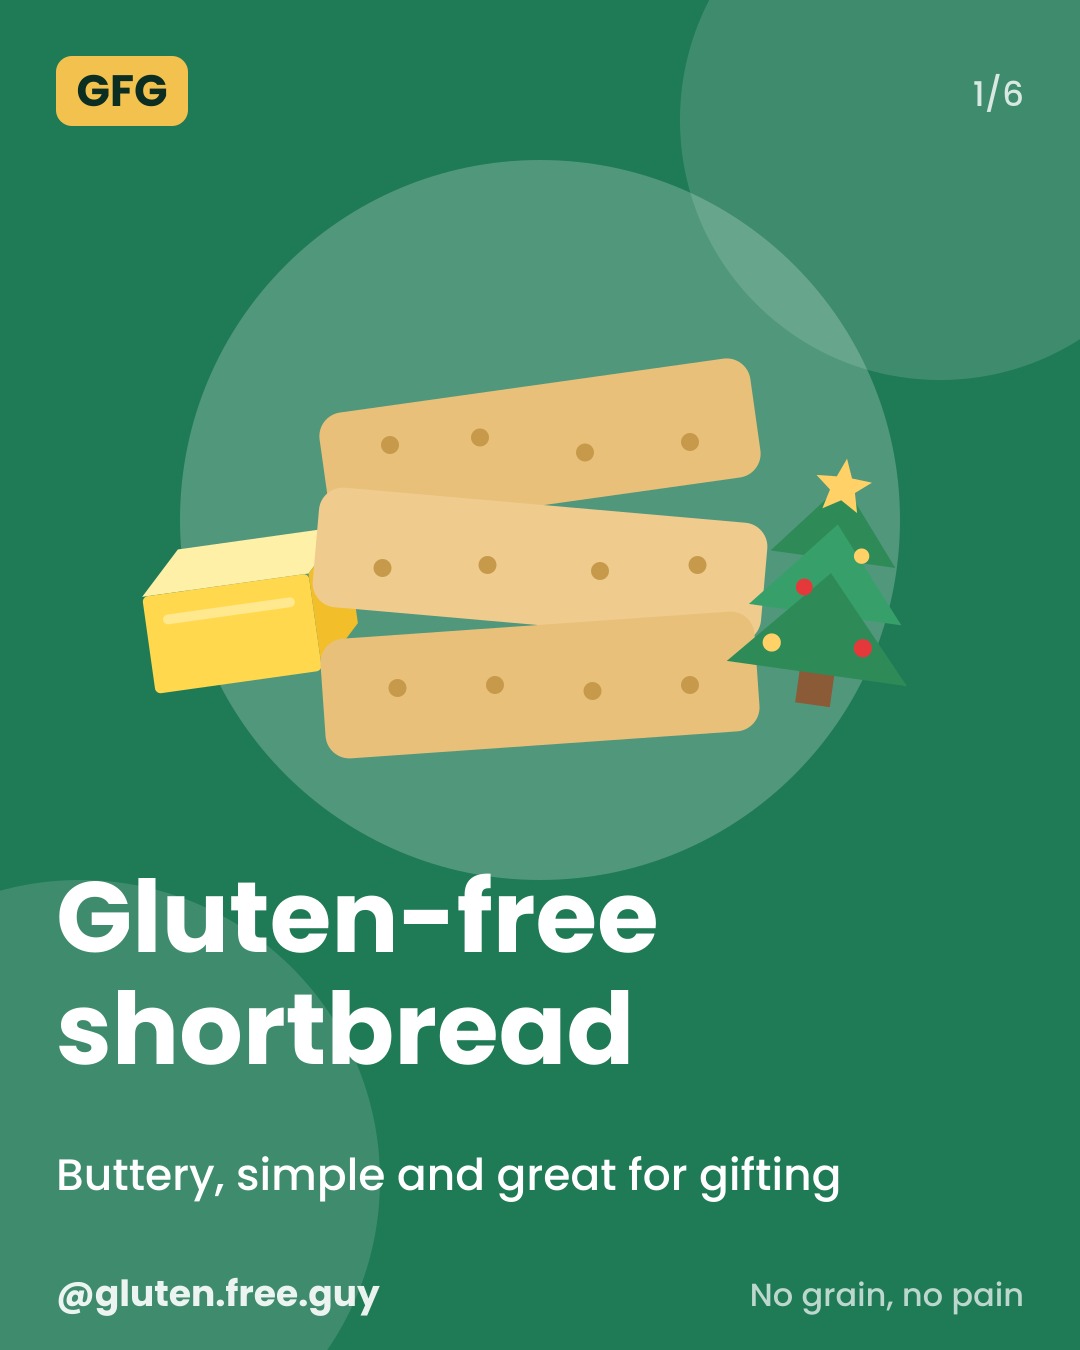 GFG
1/6
Gluten-free
shortbread
Buttery, simple and great for gifting
@gluten.free.guy
No grain, no pain